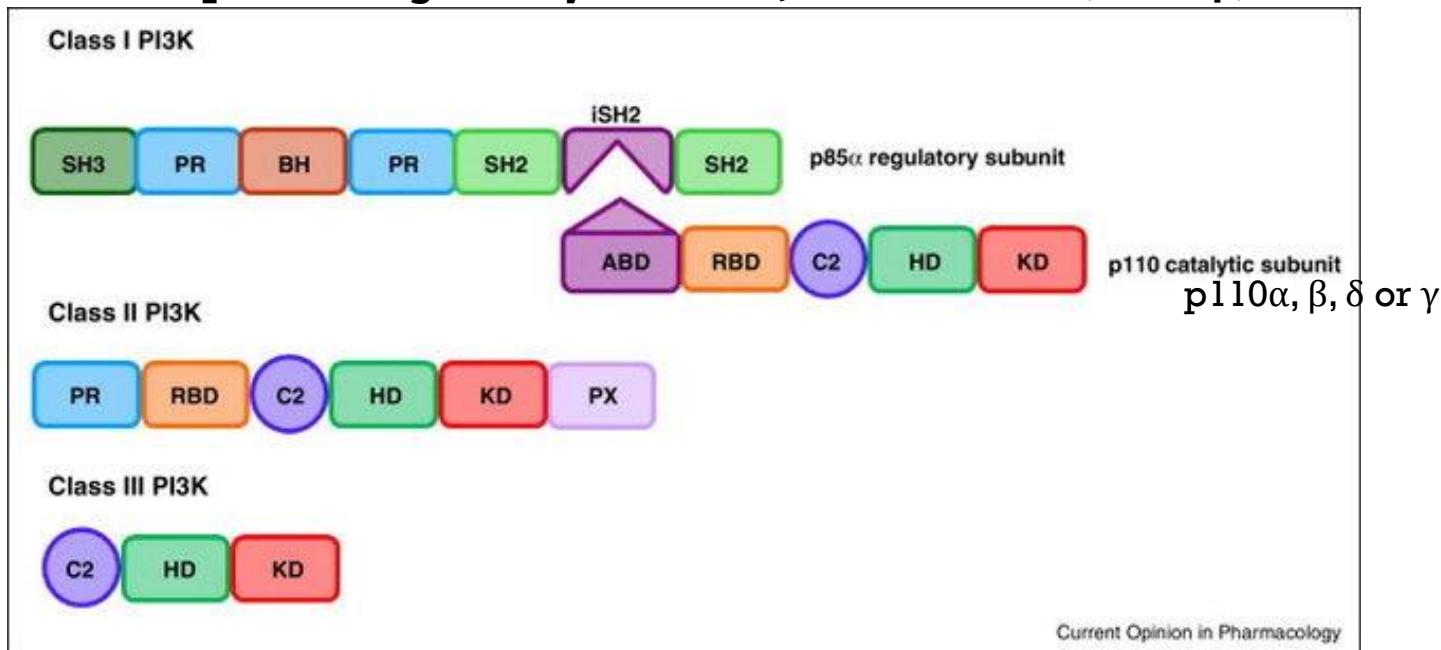 Class I PI3K
iSH2
SH3 PR BH PR SH2 SH2 p85α regulatory subunit
ABD RBD C2 HD KD p110 catalytic subunit
p110α, β, δ or γ
Class II PI3K
PR RBD C2 HD KD PX
Class III PI3K
C2 HD KD
Current Opinion in Pharmacology